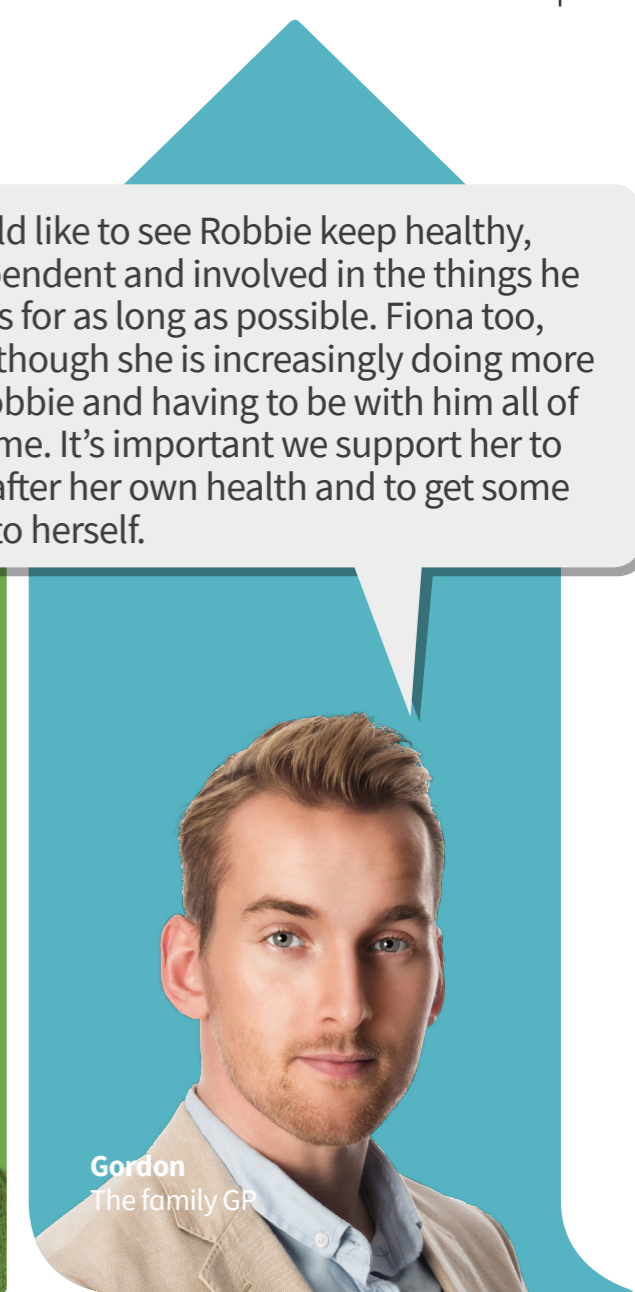 ld like to see Robbie keep healthy,
pendent and involved in the things he
s for as long as possible. Fiona too,
though she is increasingly doing more
obbie and having to be with him all of
me. It’s important we support her to
after her own health and to get some
to herself.
Gordon
The family GP